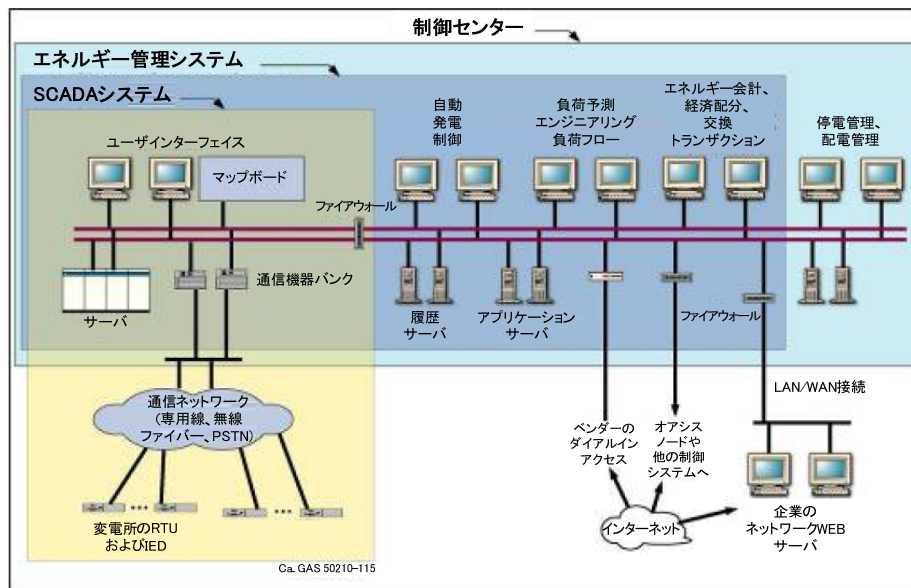 制御センター
エネルギー管理システム
SCADAシステム
ユーザインターフェイス
マップボード
自動
発電
制御
負荷予測
エンジニアリング
負荷フロー
エネルギー会計、
経済配分、
交換
トランザクション
停電管理、
配電管理
ファイアウォール
サーバ
通信機器バンク
履歴
サーバ
アプリケーション
サーバ
ファイアウォール
LAN/WAN接続
通信ネットワーク
(専用線、無線
ファイバー、PSTN)
変電所のRTU
およびIED
ベンダーの
ダイアルイン
アクセス
オアシス
ノードや
他の制御
システムへ
インターネット
企業の
ネットワークWEB
サーバ
Ca. GAS 50210-115